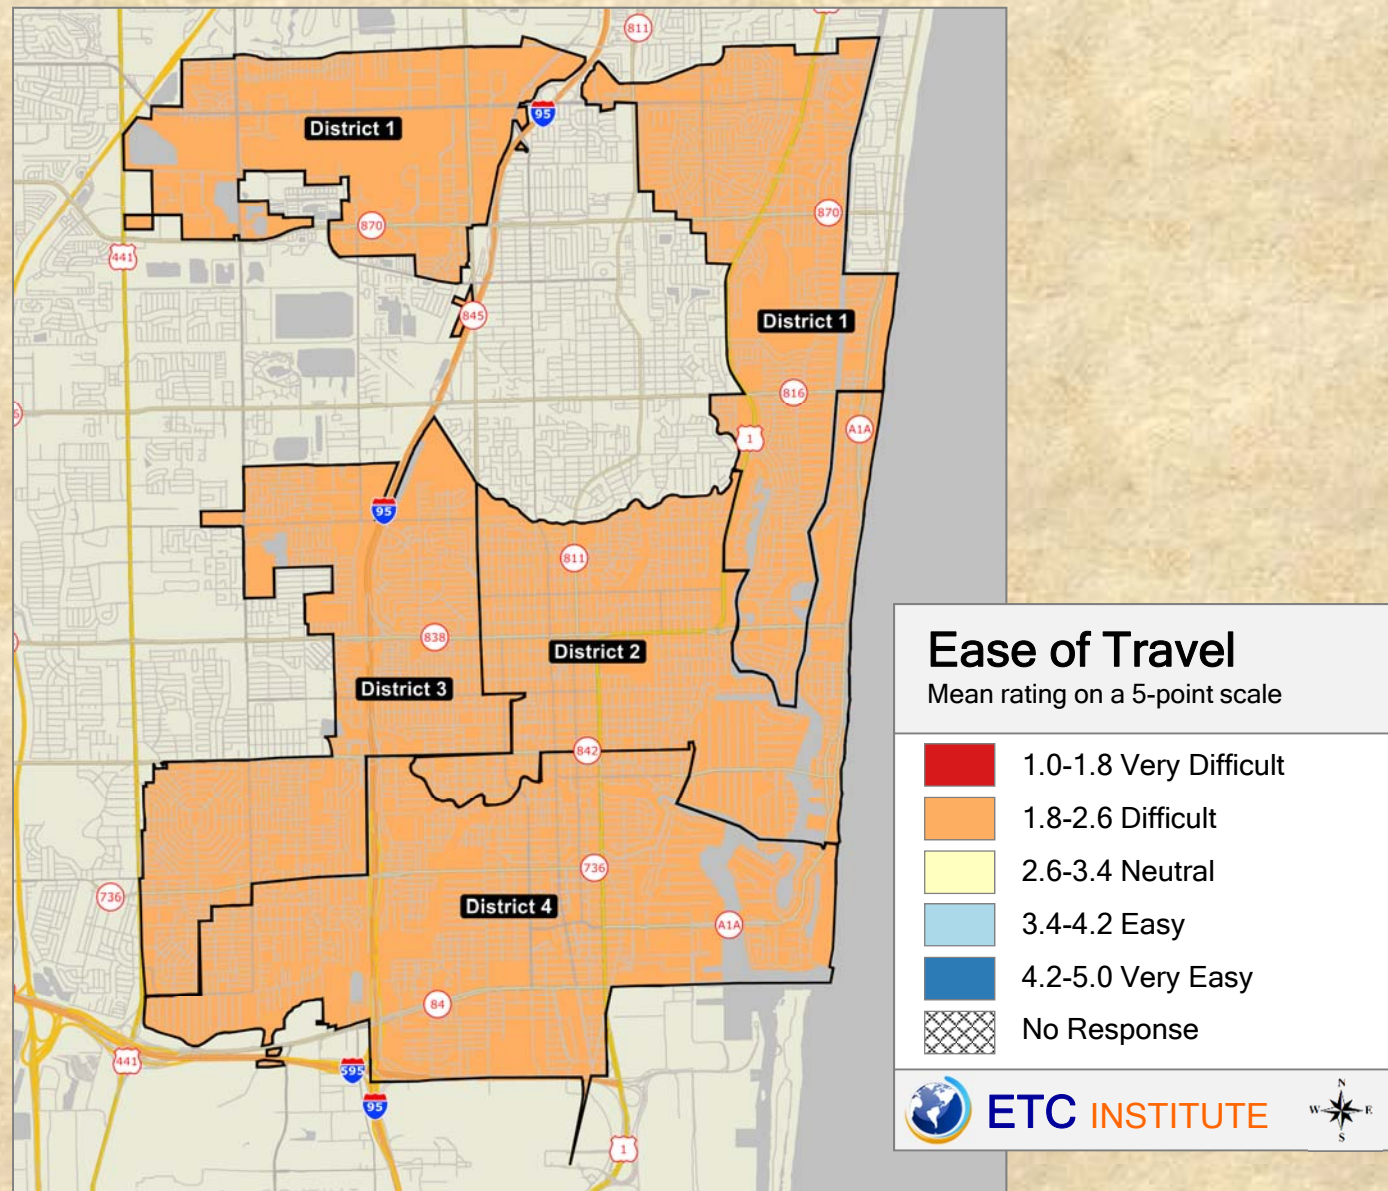 811
95
District 1
870
870
441
845
District 1
816
A1A
1
95
811
838
District 2
District 3
842
736
736
District 4
A1A
84
441
595
95
1
Ease of Travel
Mean rating on a 5-point scale
1.0-1.8 Very Difficult
1.8-2.6 Difficult
2.6-3.4 Neutral
3.4-4.2 Easy
4.2-5.0 Very Easy
No Response
ETC INSTITUTE
N
W E
S